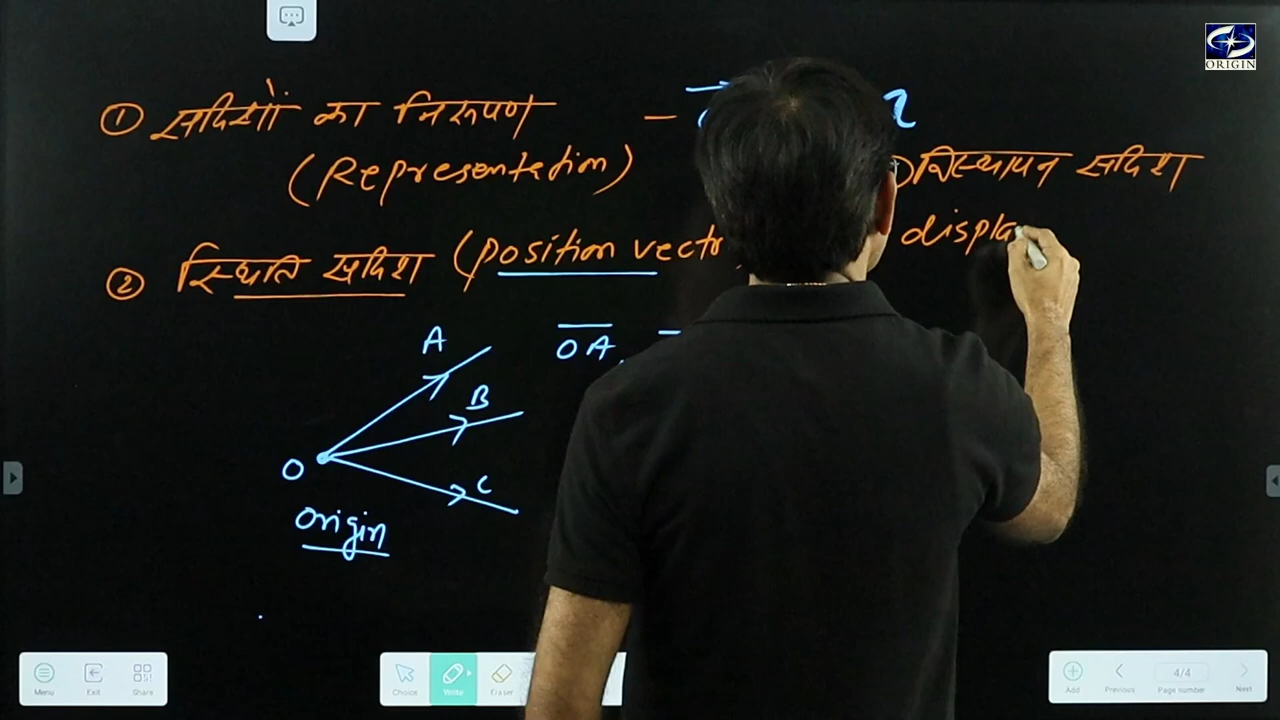 ORIGIN
① सदिशों का निरूपण —
(Representation)
② स्थिति सदिश (position vect
विस्थापन सदिश
displa
A
B
C
O
OA,
origin
Menu Exit Share
Choice Write Eraser
Add Previous 4/4 Page number Next